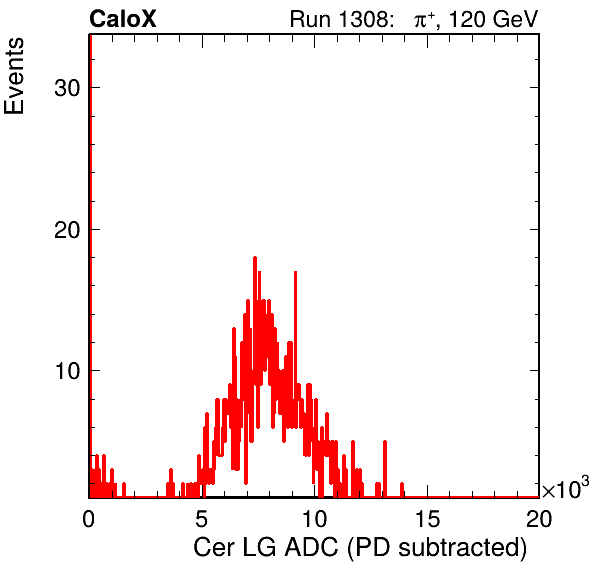 CaloX Run 1308: π⁺, 120 GeV
Events
30
20
10
0 5 10 15 20
×10³
Cer LG ADC (PD subtracted)